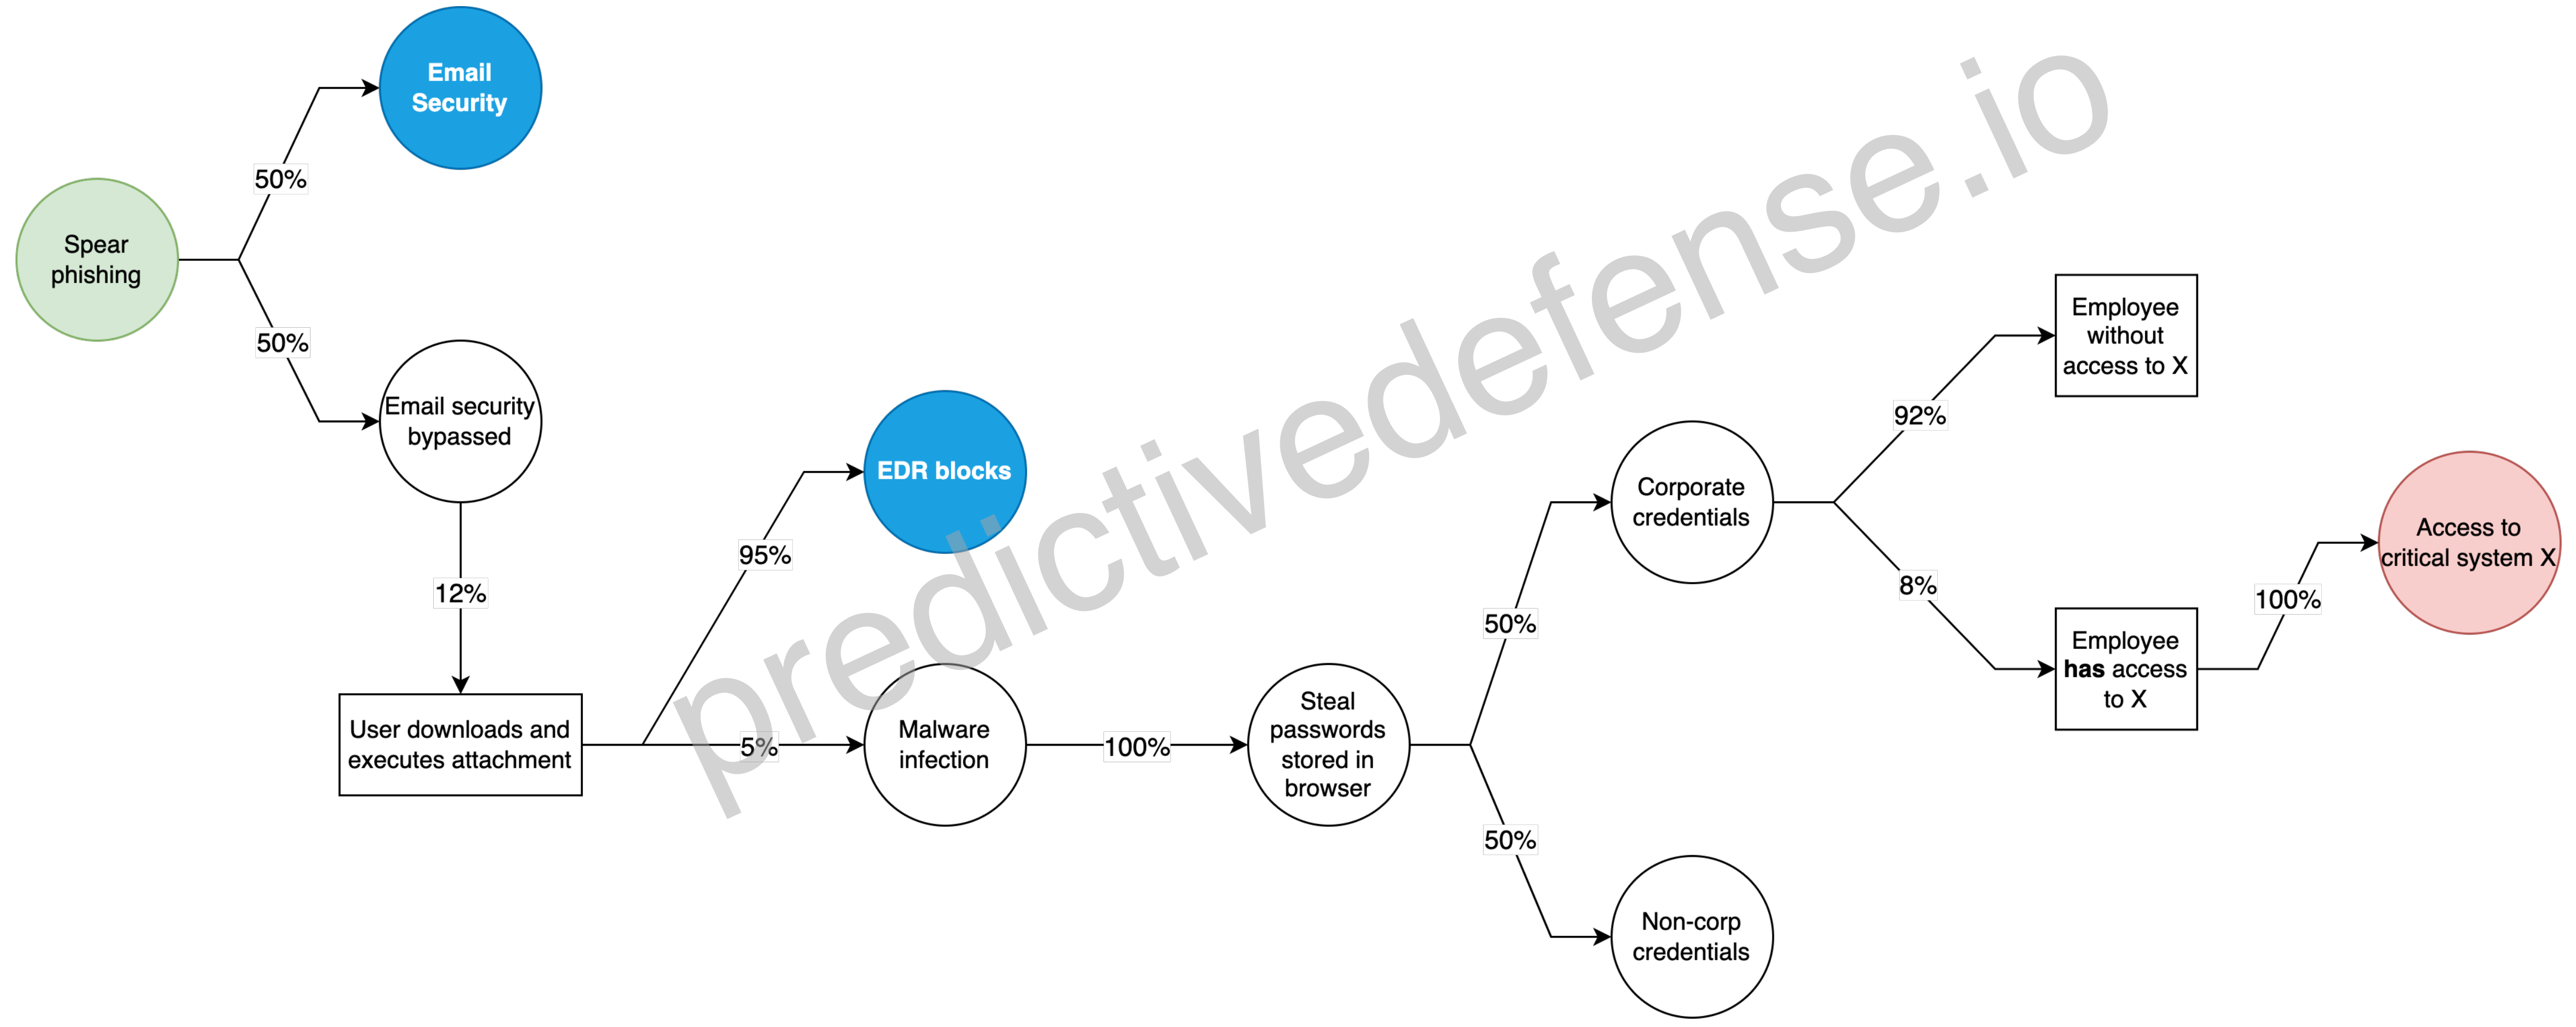 Email
Security
50%
Spear
phishing
50%
Email security
bypassed
12%
User downloads and
executes attachment
95%
EDR blocks
5%
Malware
infection
100%
Steal
passwords
stored in
browser
50%
Corporate
credentials
50%
Non-corp
credentials
92%
Employee
without
access to X
8%
Employee
has access
to X
100%
Access to
critical system X
predictivedefense.io